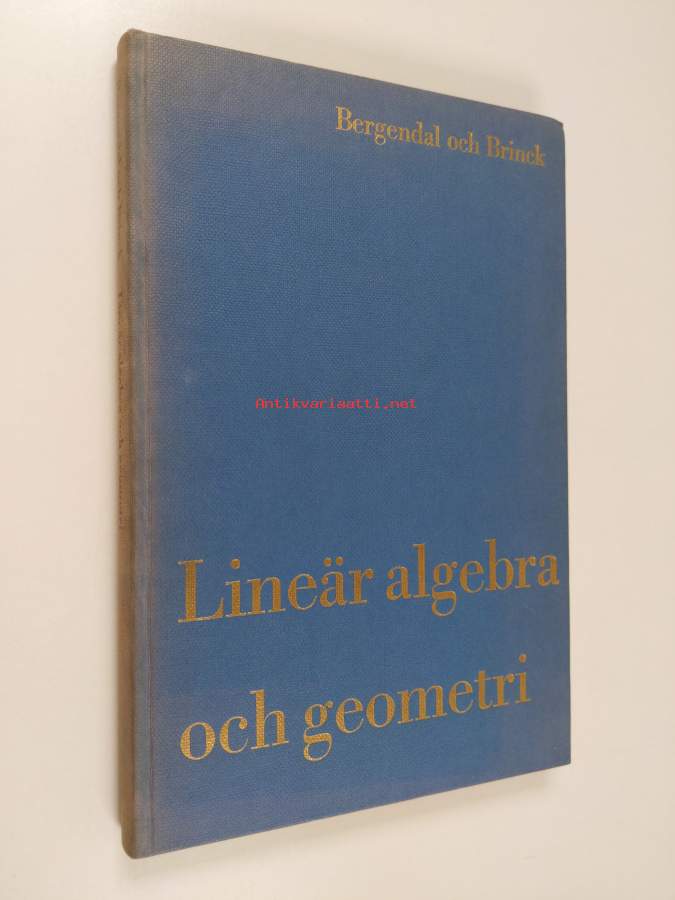 Bergendal och Brinck
Antikvariaatti.net
Lineär algebra
och geometri